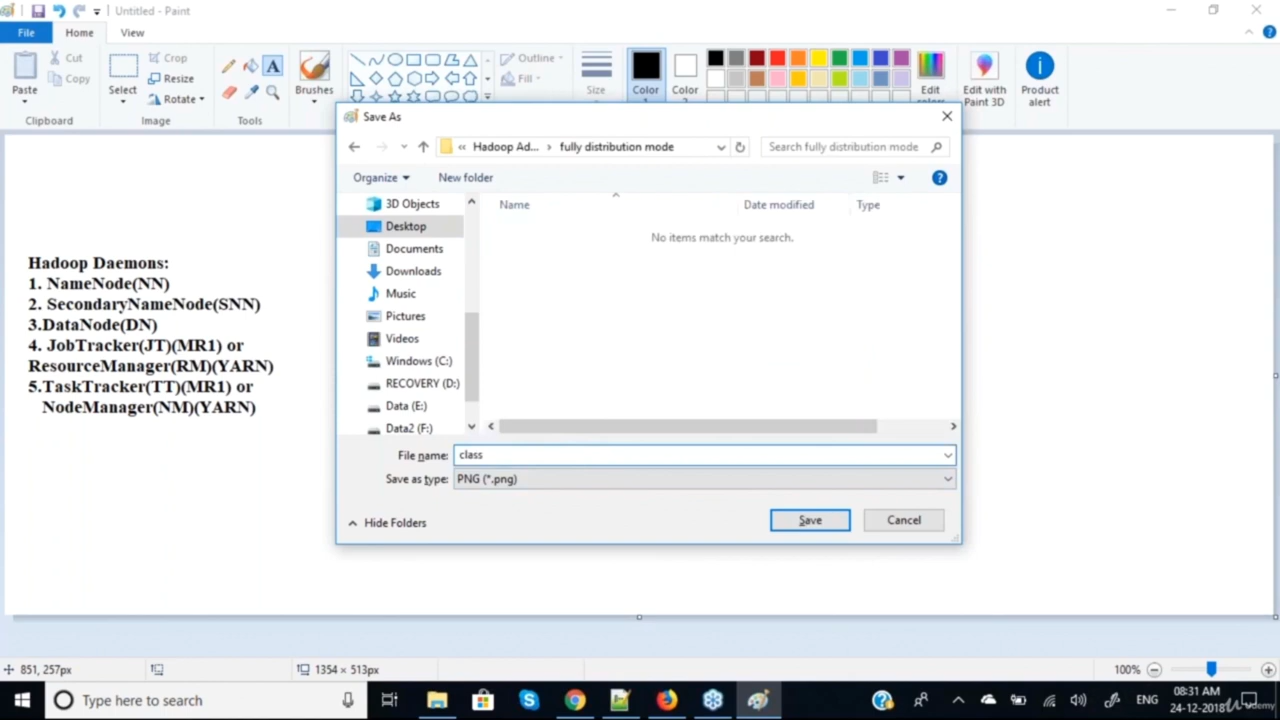 Untitled - Paint
File
Home
View
Paste
Cut
Copy
Clipboard
Select
Crop
Resize
Rotate
Image
A
Tools
Brushes
Outline
Fill
Size
Color
1
Color
2
Edit
colors
Edit with
Paint 3D
Product
alert
Save As
« Hadoop Ad... › fully distribution mode
Search fully distribution mode
Organize
New folder
3D Objects
Desktop
Documents
Downloads
Music
Pictures
Videos
Windows (C:)
RECOVERY (D:)
Data (E:)
Data2 (F:)
Name
Date modified
Type
No items match your search.
File name: class
Save as type: PNG (*.png)
Hide Folders
Save
Cancel
Hadoop Daemons:
1. NameNode(NN)
2. SecondaryNameNode(SNN)
3.DataNode(DN)
4. JobTracker(JT)(MR1) or
ResourceManager(RM)(YARN)
5.TaskTracker(TT)(MR1) or
NodeManager(NM)(YARN)
851, 257px
1354 × 513px
100%
Type here to search
ENG
08:31 AM
24-12-2018
Udemy